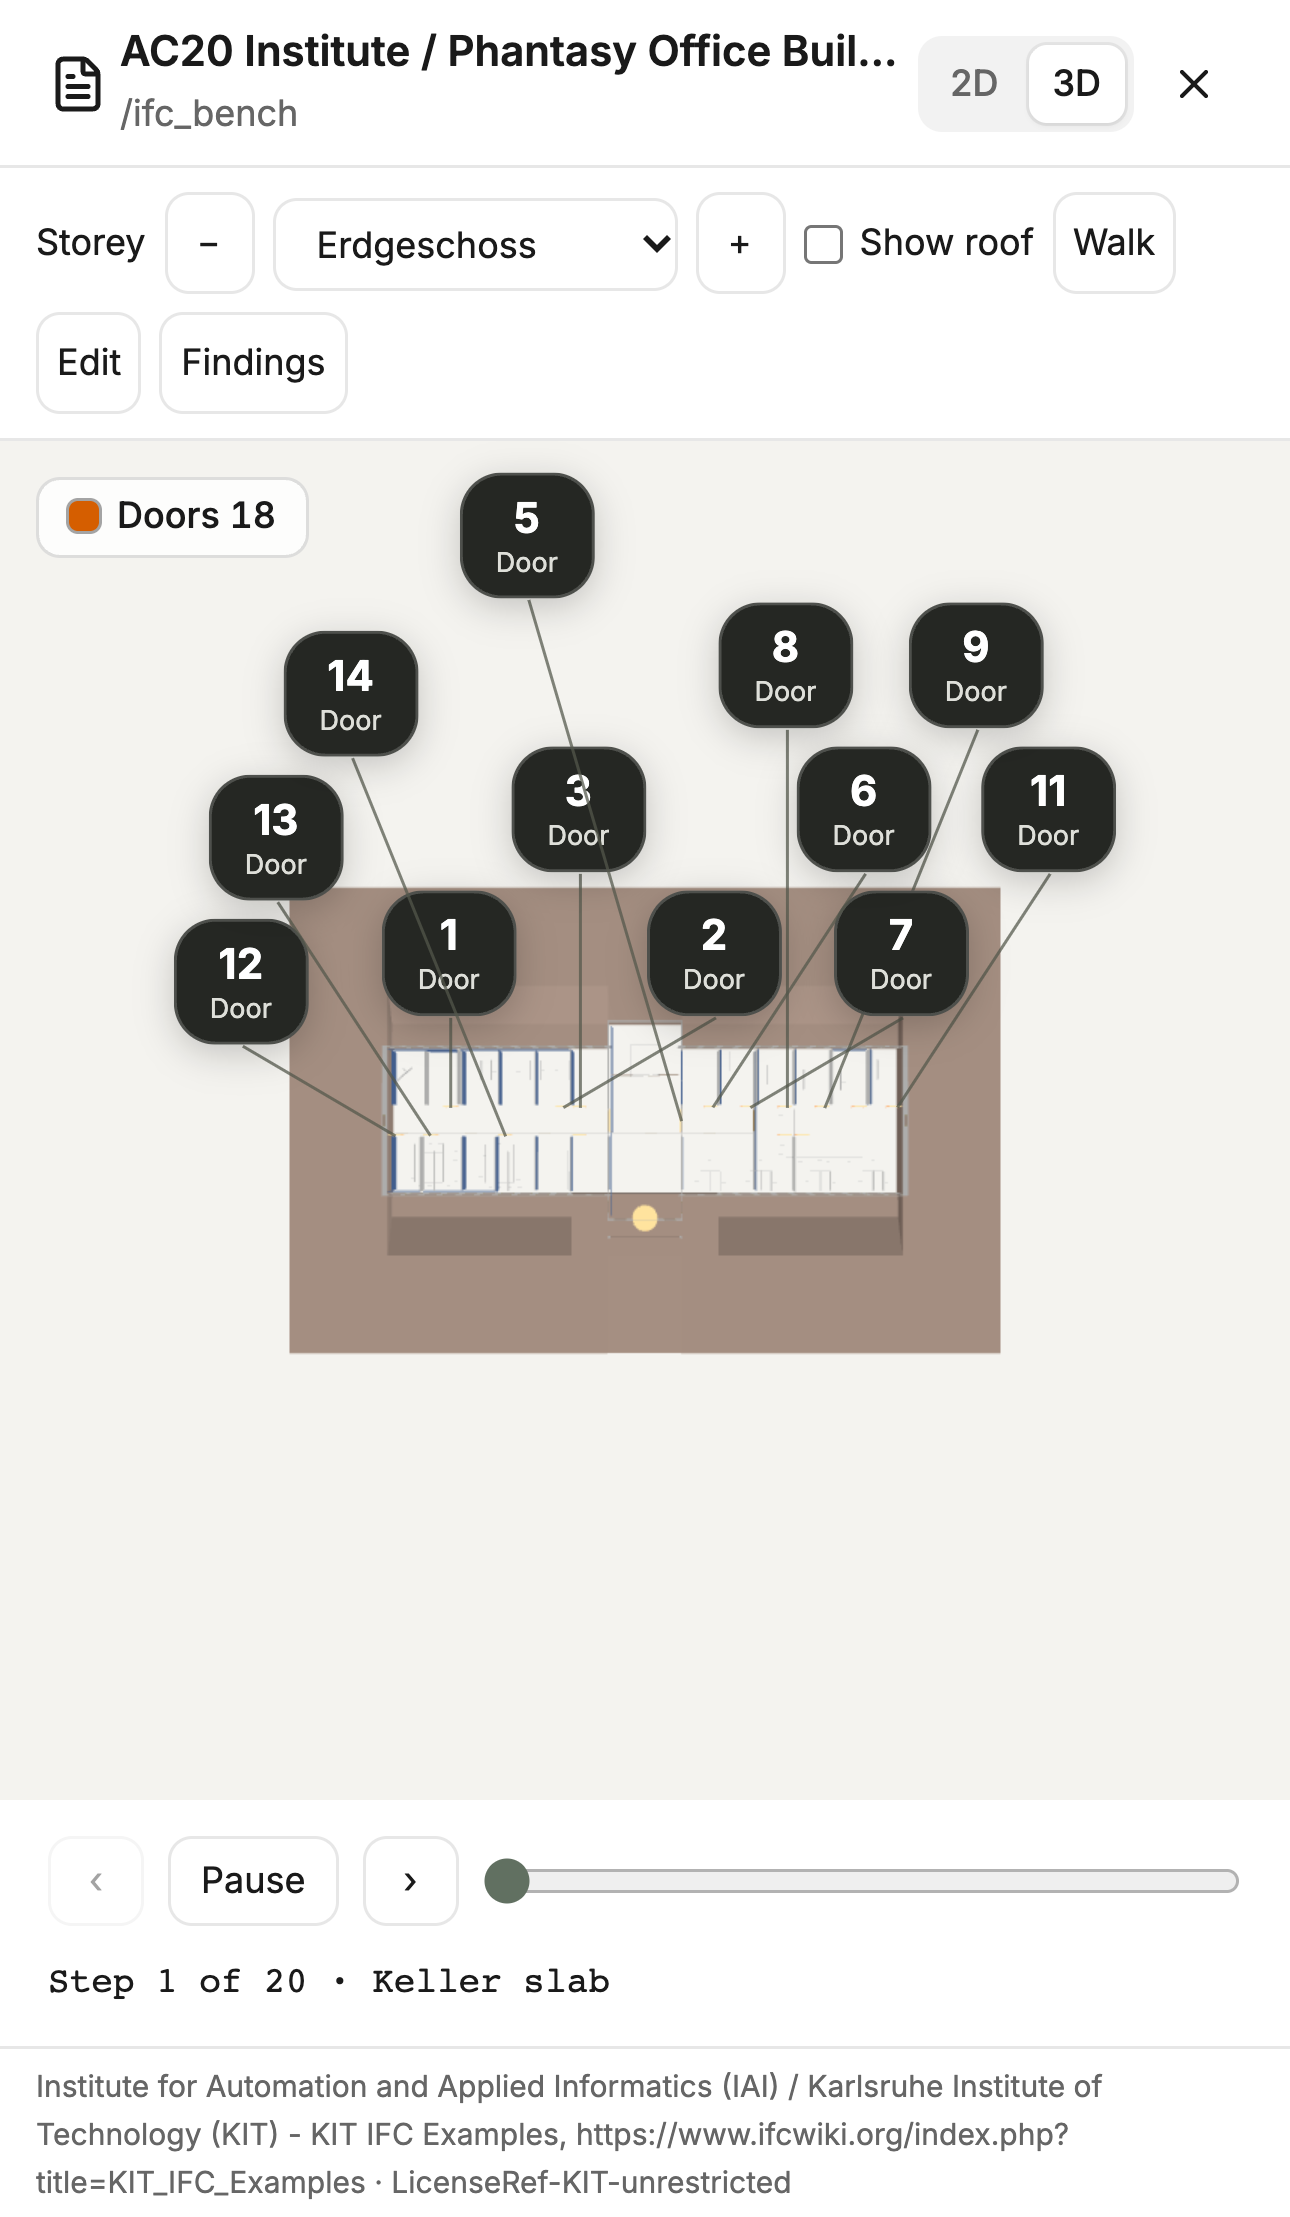 AC20 Institute / Phantasy Office Buil...
/ifc_bench
2D 3D
Storey – Erdgeschoss + Show roof Walk
Edit Findings
Doors 18
5
Door
8
Door
9
Door
14
Door
3
Door
6
Door
11
Door
13
Door
1
Door
2
Door
7
Door
12
Door
‹ Pause ›
Step 1 of 20 · Keller slab
Institute for Automation and Applied Informatics (IAI) / Karlsruhe Institute of
Technology (KIT) - KIT IFC Examples, https://www.ifcwiki.org/index.php?
title=KIT_IFC_Examples · LicenseRef-KIT-unrestricted